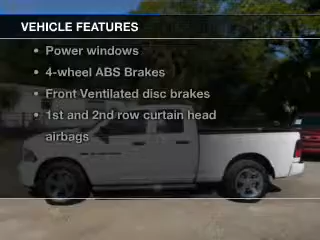 VEHICLE FEATURES
• Power windows
• 4-wheel ABS Brakes
• Front Ventilated disc brakes
• 1st and 2nd row curtain head
airbags